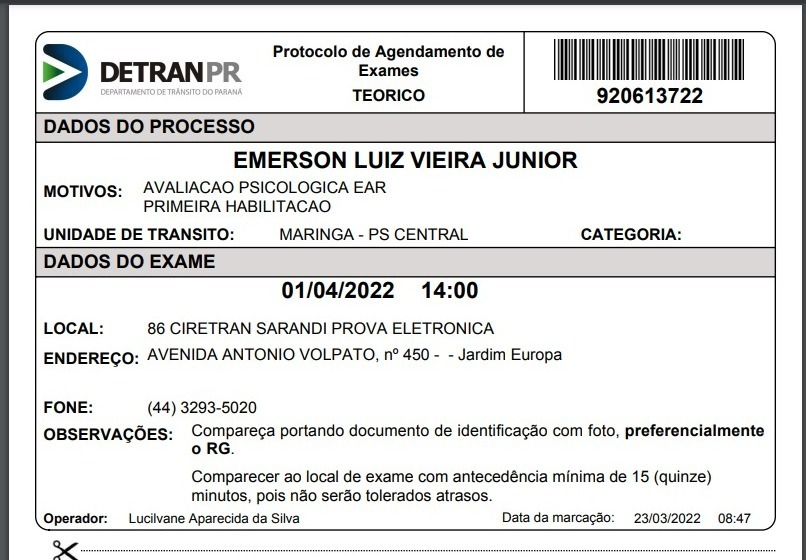 DETRANPR
DEPARTAMENTO DE TRÂNSITO DO PARANÁ
Protocolo de Agendamento de
Exames
TEORICO
920613722
DADOS DO PROCESSO
EMERSON LUIZ VIEIRA JUNIOR
MOTIVOS: AVALIACAO PSICOLOGICA EAR
PRIMEIRA HABILITACAO
UNIDADE DE TRANSITO: MARINGA - PS CENTRAL CATEGORIA:
DADOS DO EXAME
01/04/2022 14:00
LOCAL: 86 CIRETRAN SARANDI PROVA ELETRONICA
ENDEREÇO: AVENIDA ANTONIO VOLPATO, nº 450 - - Jardim Europa
FONE: (44) 3293-5020
OBSERVAÇÕES: Compareça portando documento de identificação com foto, preferencialmente
o RG.
Comparecer ao local de exame com antecedência mínima de 15 (quinze)
minutos, pois não serão tolerados atrasos.
Operador: Lucilvane Aparecida da Silva Data da marcação: 23/03/2022 08:47